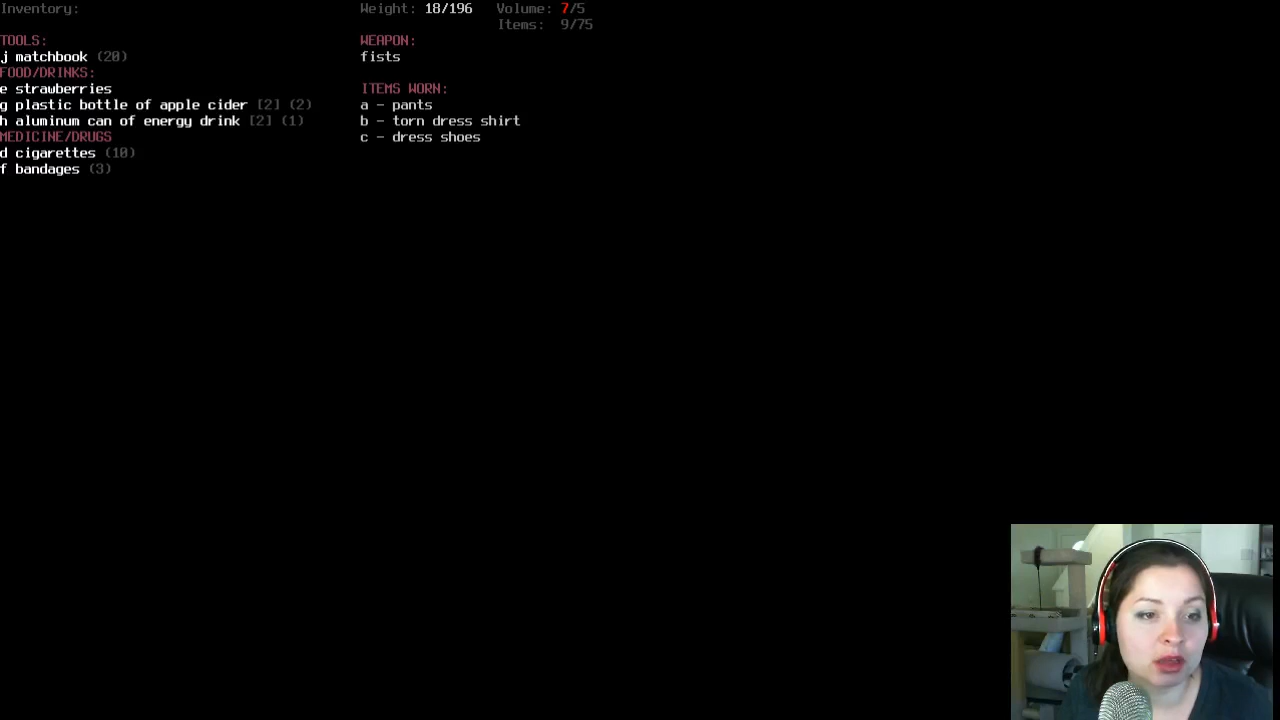 Inventory:
Weight: 18/196 Volume: 7/5
Items: 9/75
TOOLS:
j matchbook (20)
FOOD/DRINKS:
e strawberries
g plastic bottle of apple cider [2] (2)
h aluminum can of energy drink [2] (1)
MEDICINE/DRUGS
d cigarettes (10)
f bandages (3)
WEAPON:
fists
ITEMS WORN:
a - pants
b - torn dress shirt
c - dress shoes